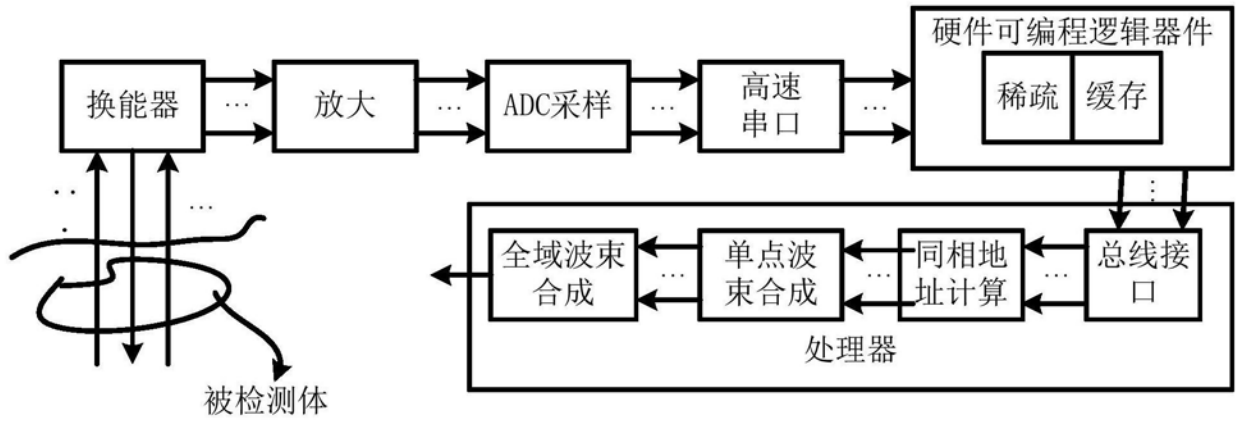 硬件可编程逻辑器件
稀疏
缓存
换能器
放大
ADC采样
高速
串口
全域波束
合成
单点波
束合成
同相地
址计算
总线接
口
处理器
被检测体